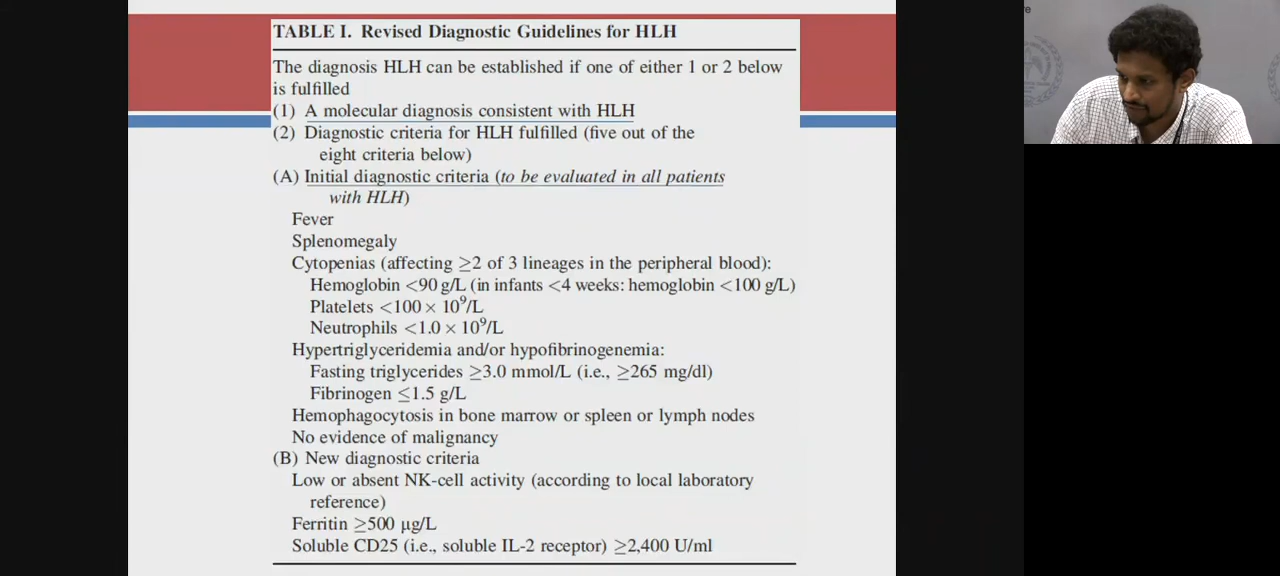 TABLE I. Revised Diagnostic Guidelines for HLH
The diagnosis HLH can be established if one of either 1 or 2 below
is fulfilled
(1) A molecular diagnosis consistent with HLH
(2) Diagnostic criteria for HLH fulfilled (five out of the
eight criteria below)
(A) Initial diagnostic criteria (to be evaluated in all patients
with HLH)
Fever
Splenomegaly
Cytopenias (affecting ≥2 of 3 lineages in the peripheral blood):
Hemoglobin <90 g/L (in infants <4 weeks: hemoglobin <100 g/L)
Platelets <100 × 10⁹/L
Neutrophils <1.0 × 10⁹/L
Hypertriglyceridemia and/or hypofibrinogenemia:
Fasting triglycerides ≥3.0 mmol/L (i.e., ≥265 mg/dl)
Fibrinogen ≤1.5 g/L
Hemophagocytosis in bone marrow or spleen or lymph nodes
No evidence of malignancy
(B) New diagnostic criteria
Low or absent NK-cell activity (according to local laboratory
reference)
Ferritin ≥500 μg/L
Soluble CD25 (i.e., soluble IL-2 receptor) ≥2,400 U/ml